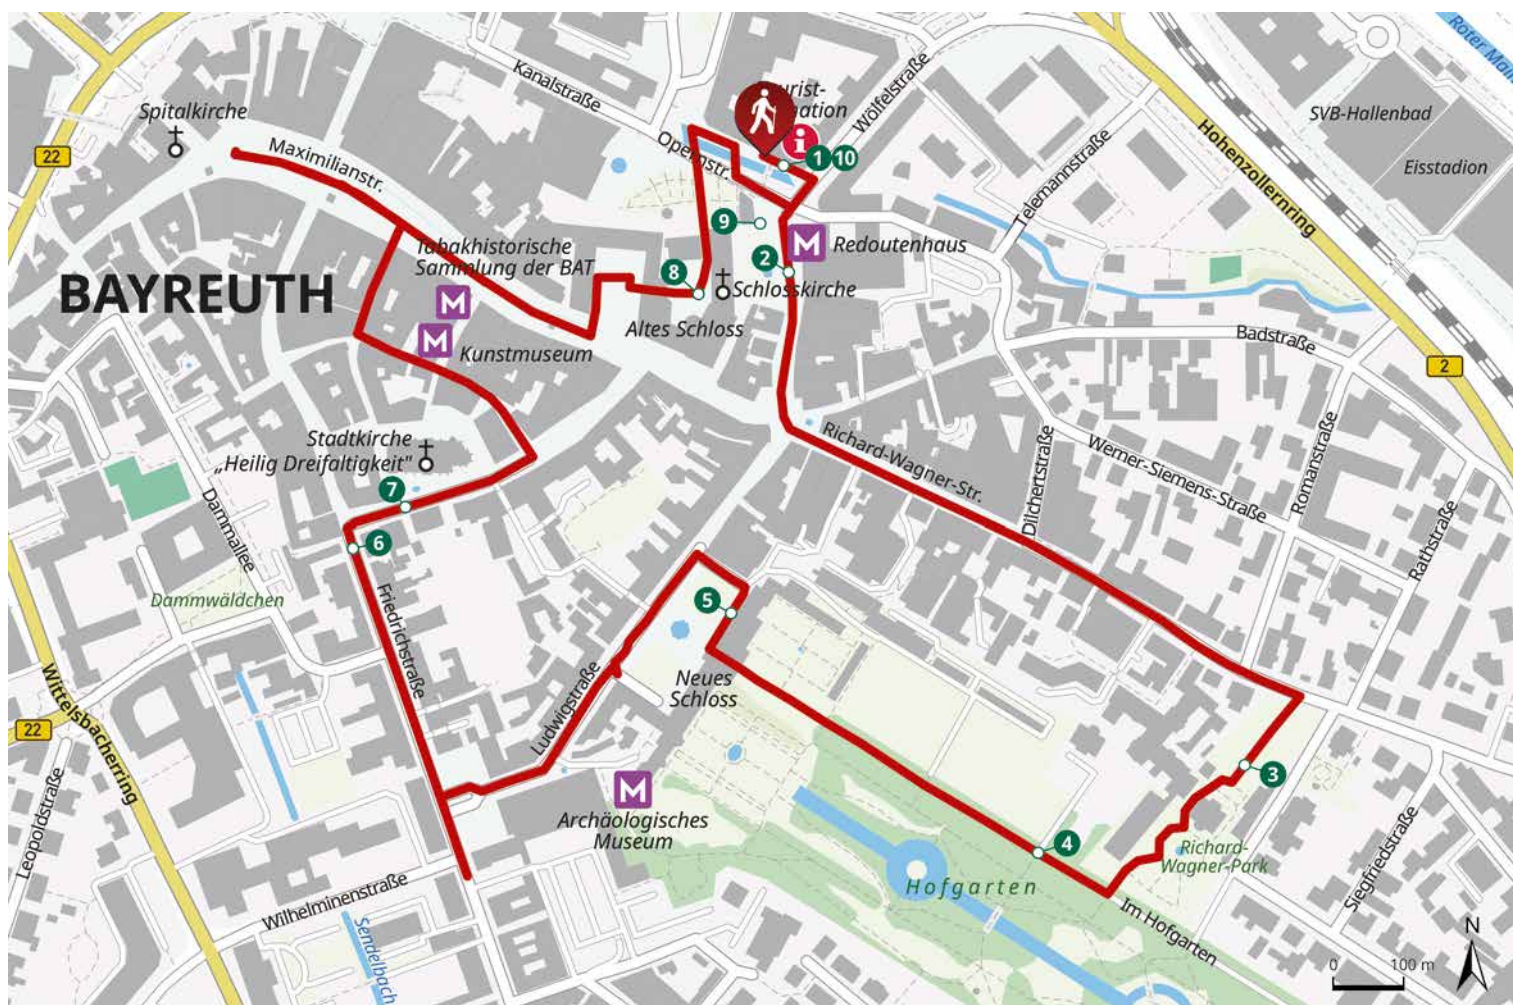 Roter Main
Kanalstraße
Wölfelstraße
Spitalkirche
SVB-Hallenbad
22
Maximilianstr.
Opernstr.
i
1 10
Hohenzollernring
Eisstadion
Telemannstraße
9
M
Redoutenhaus
Tabakhistorische
Sammlung der BAT
8
2
Schlosskirche
BAYREUTH
M
Altes Schloss
Badstraße
M
Kunstmuseum
2
Stadtkirche
„Heilig Dreifaltigkeit"
Richard-Wagner-Str.
Dilchertstraße
Werner-Siemens-Straße
Romanstraße
Rathstraße
Dammallee
7
6
Dammwäldchen
Friedrichstraße
5
Neues
Schloss
Ludwigstraße
Wittelsbacherring
22
Leopoldstraße
M
Archäologisches
Museum
3
4
Richard-
Wagner-Park
Siegfriedstraße
Hofgarten
Im Hofgarten
Wilhelminenstraße
Sendelbach
N
0 100 m